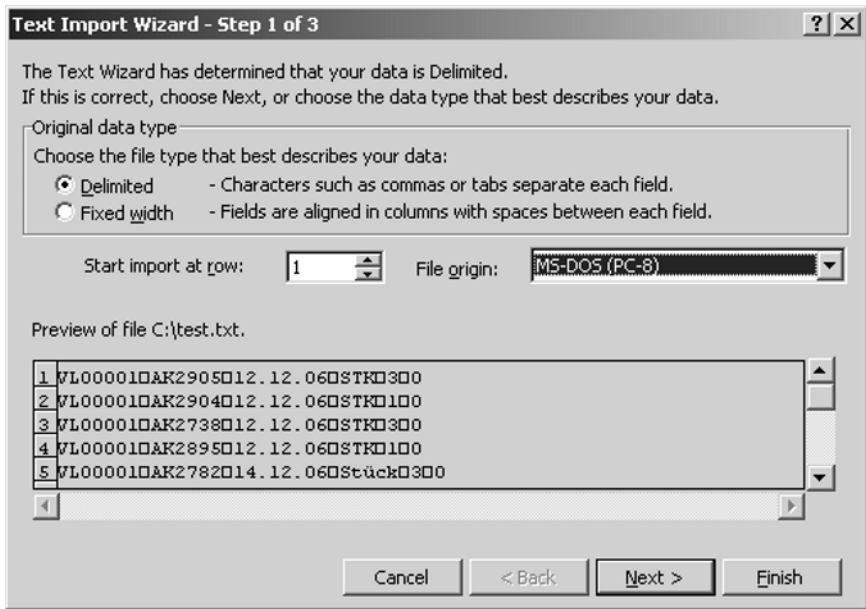 Text Import Wizard - Step 1 of 3
The Text Wizard has determined that your data is Delimited.
If this is correct, choose Next, or choose the data type that best describes your data.
Original data type
Choose the file type that best describes your data:
Delimited - Characters such as commas or tabs separate each field.
Fixed width - Fields are aligned in columns with spaces between each field.
Start import at row: 1 File origin: MS-DOS (PC-8)
Preview of file C:\test.txt.
1 VL00001□AK2905□12.12.06□STK□3□0
2 VL00001□AK2904□12.12.06□STK□1□0
3 VL00001□AK2738□12.12.06□STK□3□0
4 VL00001□AK2895□12.12.06□STK□1□0
5 VL00001□AK2782□14.12.06□Stück□3□0
Cancel < Back Next > Finish